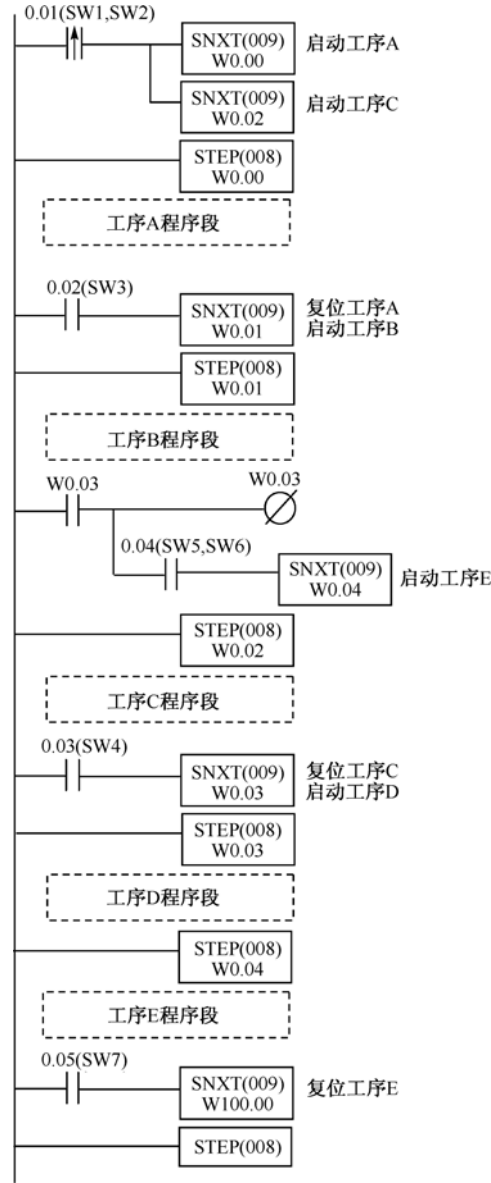 0.01(SW1,SW2)
SNXT(009)
W0.00
启动工序A
SNXT(009)
W0.02
启动工序C
STEP(008)
W0.00
工序A程序段
0.02(SW3)
SNXT(009)
W0.01
复位工序A
启动工序B
STEP(008)
W0.01
工序B程序段
W0.03
W0.03
0.04(SW5,SW6)
SNXT(009)
W0.04
启动工序E
STEP(008)
W0.02
工序C程序段
0.03(SW4)
SNXT(009)
W0.03
复位工序C
启动工序D
STEP(008)
W0.03
工序D程序段
STEP(008)
W0.04
工序E程序段
0.05(SW7)
SNXT(009)
W100.00
复位工序E
STEP(008)